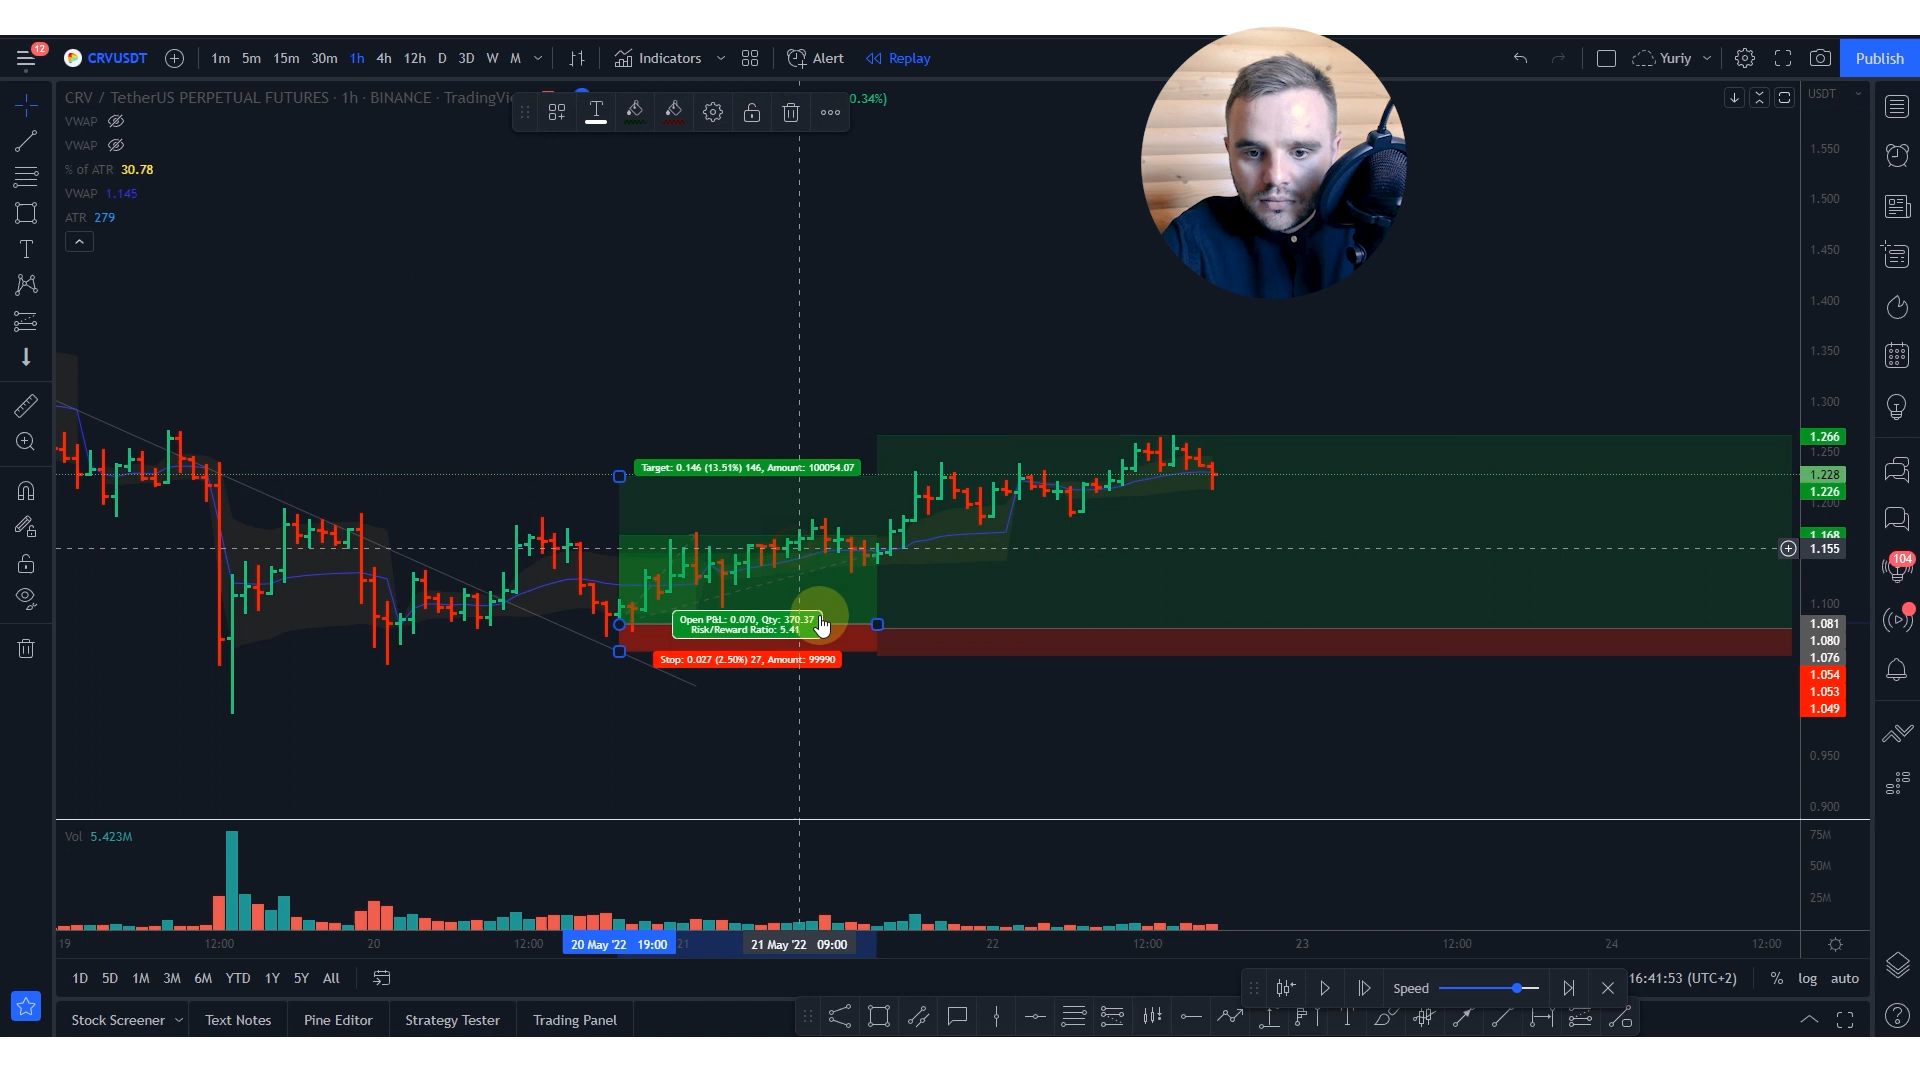 12
CRVUSDT
1m 5m 15m 30m 1h 4h 12h D 3D W M
Indicators
Alert
Replay
Yuriy
Publish
CRV / TetherUS PERPETUAL FUTURES · 1h · BINANCE · TradingVi
0.34%)
USDT
VWAP
VWAP
% of ATR 30.78
VWAP 1.145
ATR 279
1.550
1.500
1.450
1.400
1.350
1.300
1.266
1.250
1.228
1.226
1.200
1.168
1.155
1.100
1.081
1.080
1.076
1.054
1.053
1.049
0.950
0.900
Target: 0.146 (13.51%) 146, Amount: 100054.07
Open P&L: 0.070, Qty: 370.37
Risk/Reward Ratio: 5.41
Stop: 0.027 (2.50%) 27, Amount: 99990
104
Vol 5.423M
75M
50M
25M
19 12:00 20 12:00 20 May '22 19:00 21 21 May '22 09:00 22 12:00 23 12:00 24 12:00
1D 5D 1M 3M 6M YTD 1Y 5Y All
Speed
16:41:53 (UTC+2) % log auto
Stock Screener Text Notes Pine Editor Strategy Tester Trading Panel